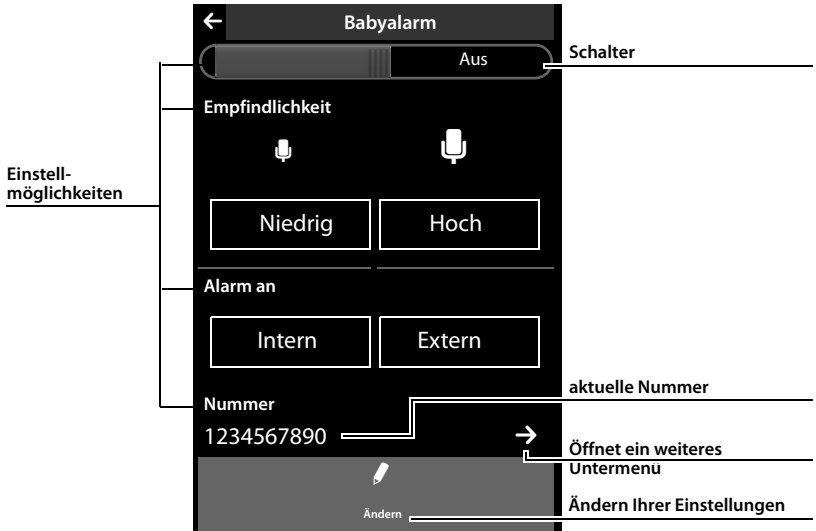 Babyalarm
Aus
Schalter
Empfindlichkeit
Einstell-
möglichkeiten
Niedrig
Hoch
Alarm an
Intern
Extern
aktuelle Nummer
Nummer
1234567890
Öffnet ein weiteres
Untermenü
Ändern Ihrer Einstellungen
Ändern